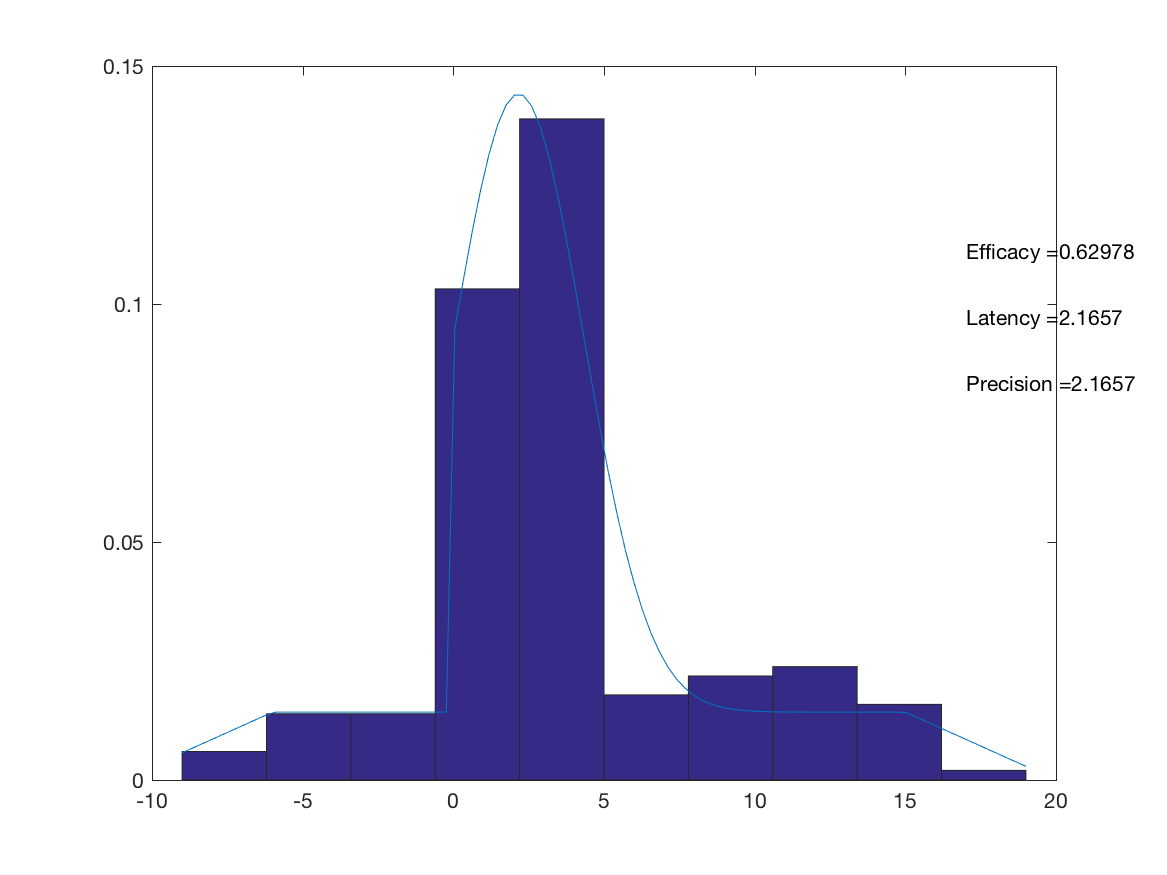 0.15
0.1
0.05
0
-10 -5 0 5 10 15 20
Efficacy =0.62978
Latency =2.1657
Precision =2.1657